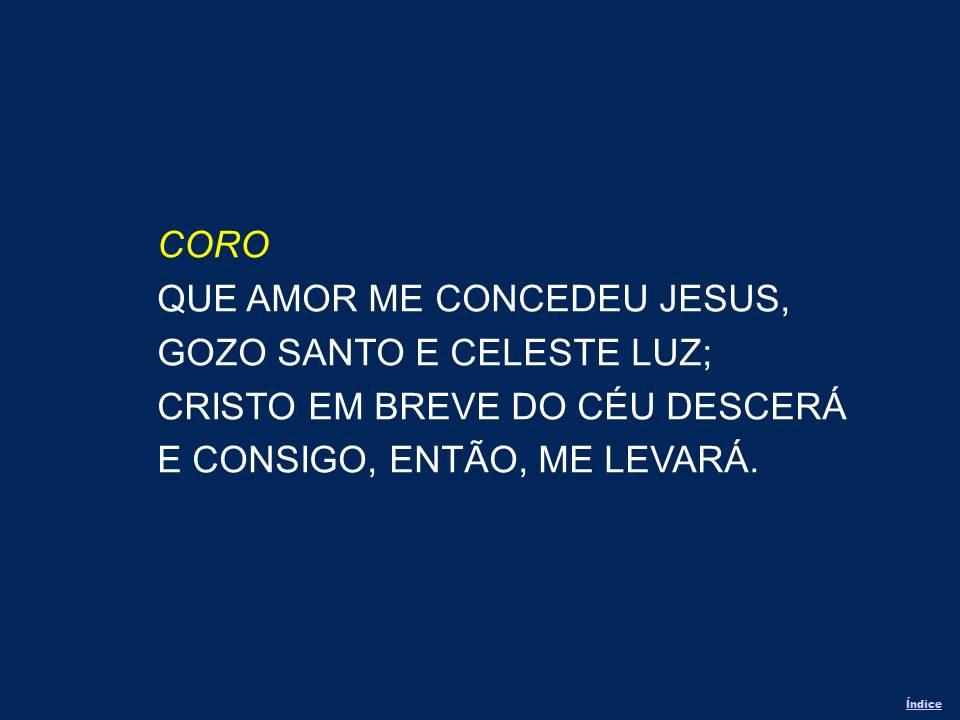 CORO
QUE AMOR ME CONCEDEU JESUS,
GOZO SANTO E CELESTE LUZ;
CRISTO EM BREVE DO CÉU DESCERÁ
E CONSIGO, ENTÃO, ME LEVARÁ.
Índice